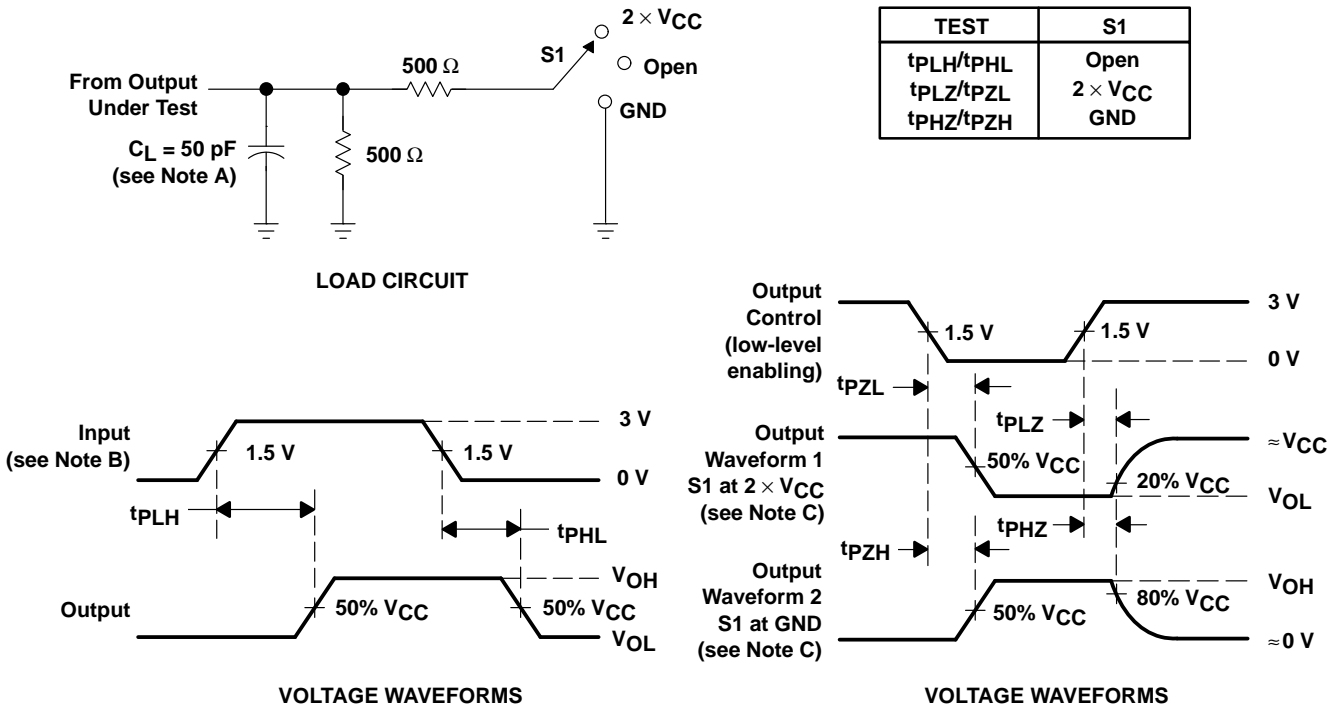 2 × VCC
S1
Open
GND
500 Ω
From Output
Under Test
CL = 50 pF
(see Note A)
500 Ω
LOAD CIRCUIT
TEST S1
tPLH/tPHL Open
tPLZ/tPZL 2 × VCC
tPHZ/tPZH GND
Input
(see Note B)
1.5 V
1.5 V
3 V
0 V
tPLH
tPHL
Output
50% VCC
50% VCC
VOH
VOL
VOLTAGE WAVEFORMS
Output
Control
(low-level
enabling)
1.5 V
1.5 V
3 V
0 V
tPZL
tPLZ
Output
Waveform 1
S1 at 2 × VCC
(see Note C)
50% VCC
20% VCC
≈VCC
VOL
tPZH
tPHZ
Output
Waveform 2
S1 at GND
(see Note C)
50% VCC
80% VCC
VOH
≈0 V
VOLTAGE WAVEFORMS